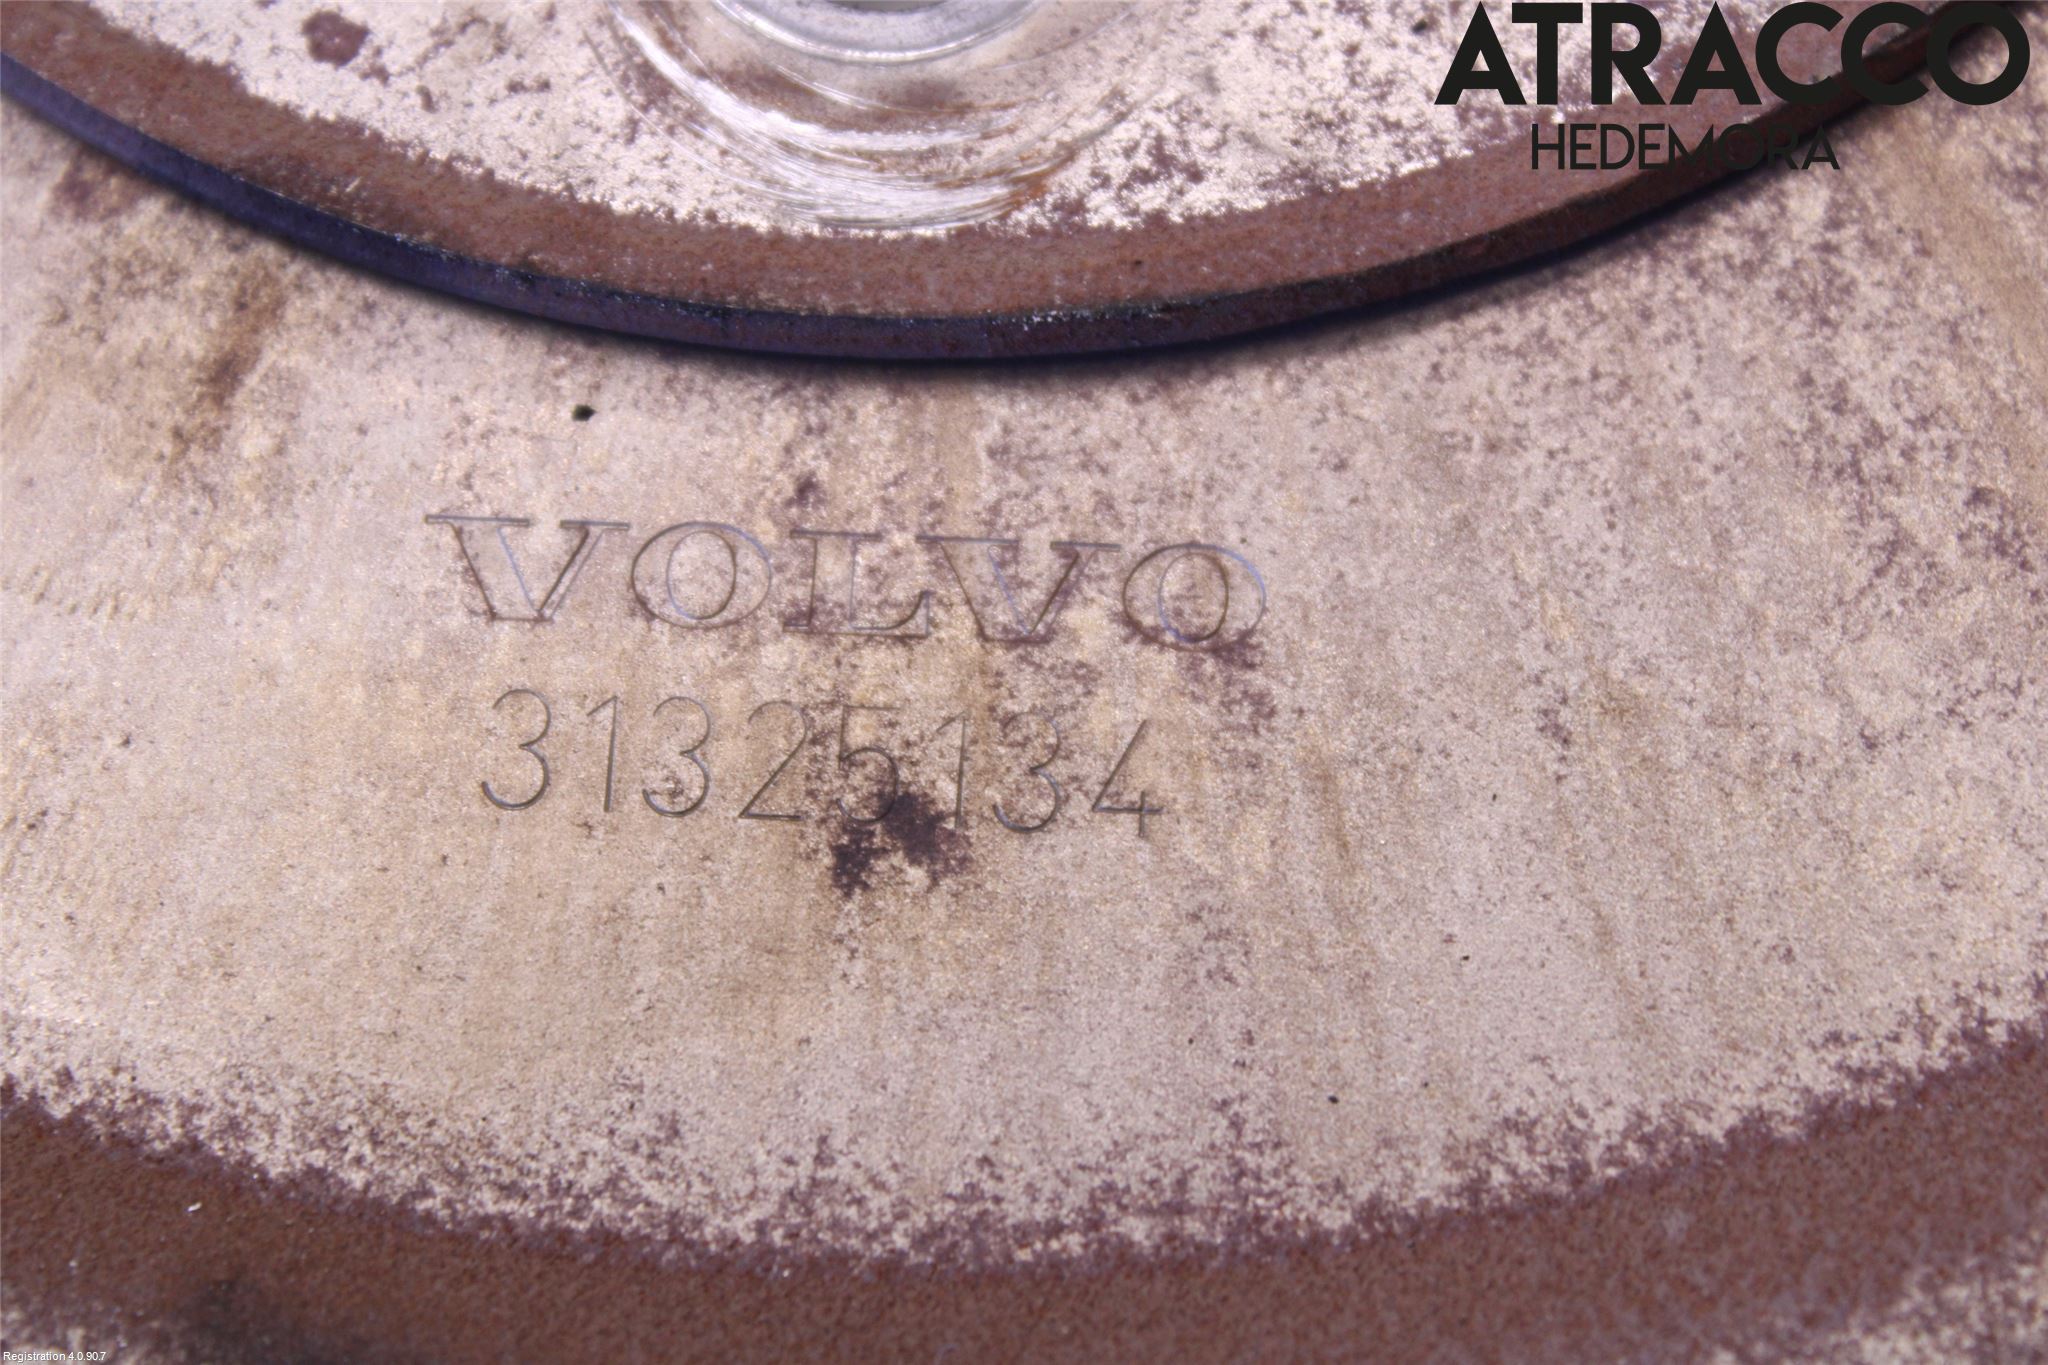 ATRACCO
HEDEMORA
VOLVO
31325134
Registration 4.0.90.7